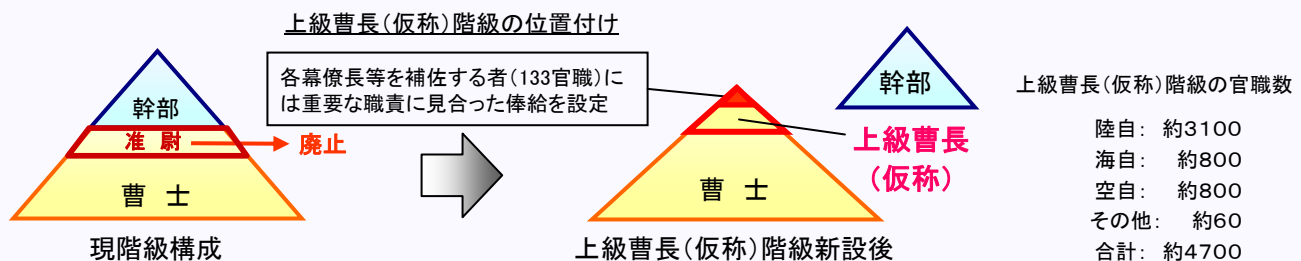 上級曹長(仮称)階級の位置付け
各幕僚長等を補佐する者(133官職)に
は重要な職責に見合った俸給を設定
幹部
准 尉
廃止
曹 士
現階級構成
幹部
上級曹長
(仮称)
曹 士
上級曹長(仮称)階級新設後
上級曹長(仮称)階級の官職数
陸自: 約3100
海自: 約800
空自: 約800
その他: 約60
合計: 約4700